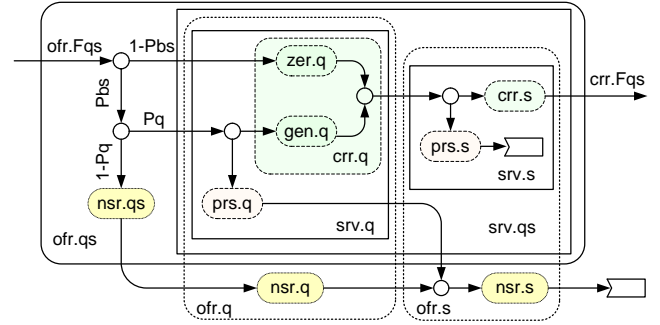 ofr.Fqs
1-Pbs
zer.q
crr.Fqs
Pbs
crr.s
Pq
gen.q
prs.s
crr.q
1-Pq
srv.s
nsr.qs
prs.q
srv.q
srv.qs
ofr.qs
nsr.q
nsr.s
ofr.q
ofr.s